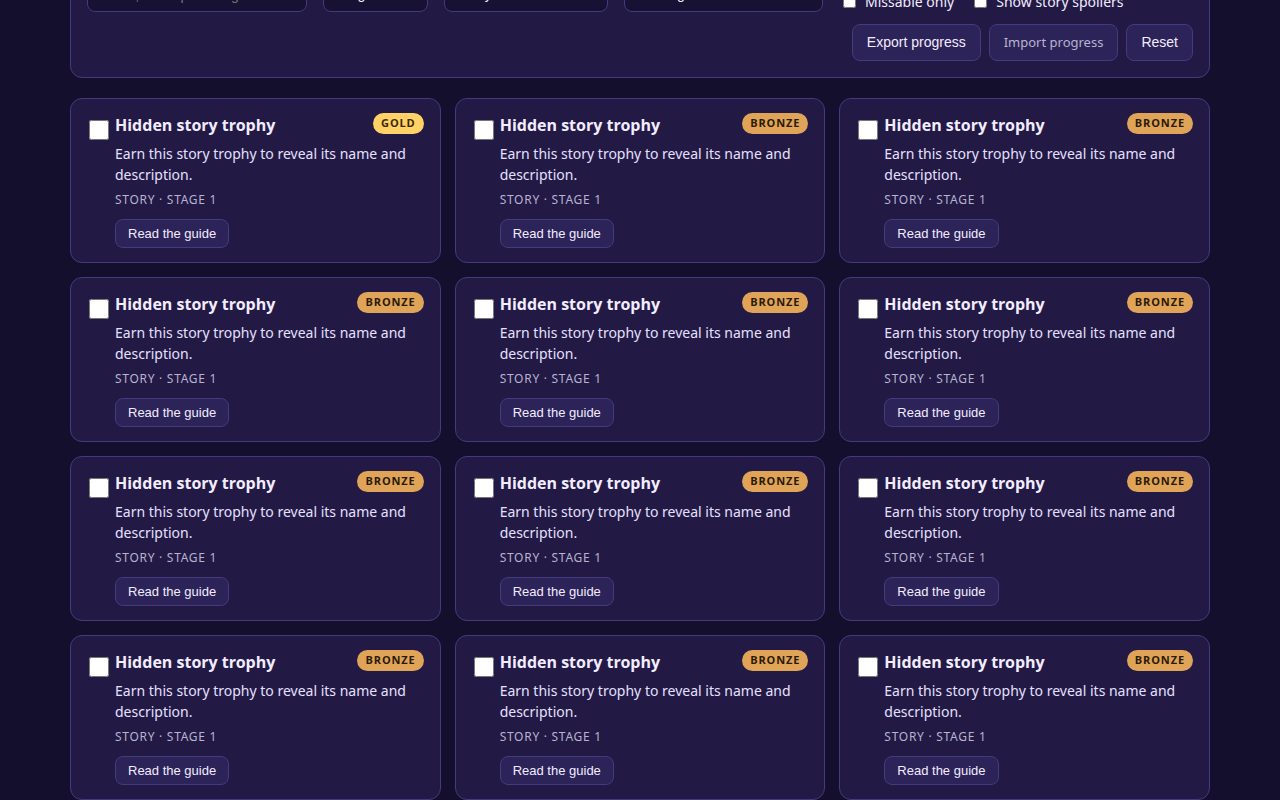 Missable only Show story spoilers
Export progress Import progress Reset
Hidden story trophy GOLD
Earn this story trophy to reveal its name and
description.
STORY · STAGE 1
Read the guide
Hidden story trophy BRONZE
Earn this story trophy to reveal its name and
description.
STORY · STAGE 1
Read the guide
Hidden story trophy BRONZE
Earn this story trophy to reveal its name and
description.
STORY · STAGE 1
Read the guide
Hidden story trophy BRONZE
Earn this story trophy to reveal its name and
description.
STORY · STAGE 1
Read the guide
Hidden story trophy BRONZE
Earn this story trophy to reveal its name and
description.
STORY · STAGE 1
Read the guide
Hidden story trophy BRONZE
Earn this story trophy to reveal its name and
description.
STORY · STAGE 1
Read the guide
Hidden story trophy BRONZE
Earn this story trophy to reveal its name and
description.
STORY · STAGE 1
Read the guide
Hidden story trophy BRONZE
Earn this story trophy to reveal its name and
description.
STORY · STAGE 1
Read the guide
Hidden story trophy BRONZE
Earn this story trophy to reveal its name and
description.
STORY · STAGE 1
Read the guide
Hidden story trophy BRONZE
Earn this story trophy to reveal its name and
description.
STORY · STAGE 1
Read the guide
Hidden story trophy BRONZE
Earn this story trophy to reveal its name and
description.
STORY · STAGE 1
Read the guide
Hidden story trophy BRONZE
Earn this story trophy to reveal its name and
description.
STORY · STAGE 1
Read the guide